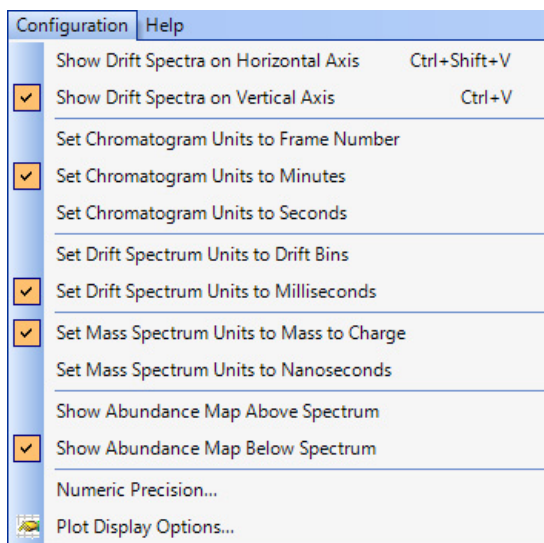 Configuration Help
Show Drift Spectra on Horizontal Axis Ctrl+Shift+V
Show Drift Spectra on Vertical Axis Ctrl+V
Set Chromatogram Units to Frame Number
Set Chromatogram Units to Minutes
Set Chromatogram Units to Seconds
Set Drift Spectrum Units to Drift Bins
Set Drift Spectrum Units to Milliseconds
Set Mass Spectrum Units to Mass to Charge
Set Mass Spectrum Units to Nanoseconds
Show Abundance Map Above Spectrum
Show Abundance Map Below Spectrum
Numeric Precision...
Plot Display Options...